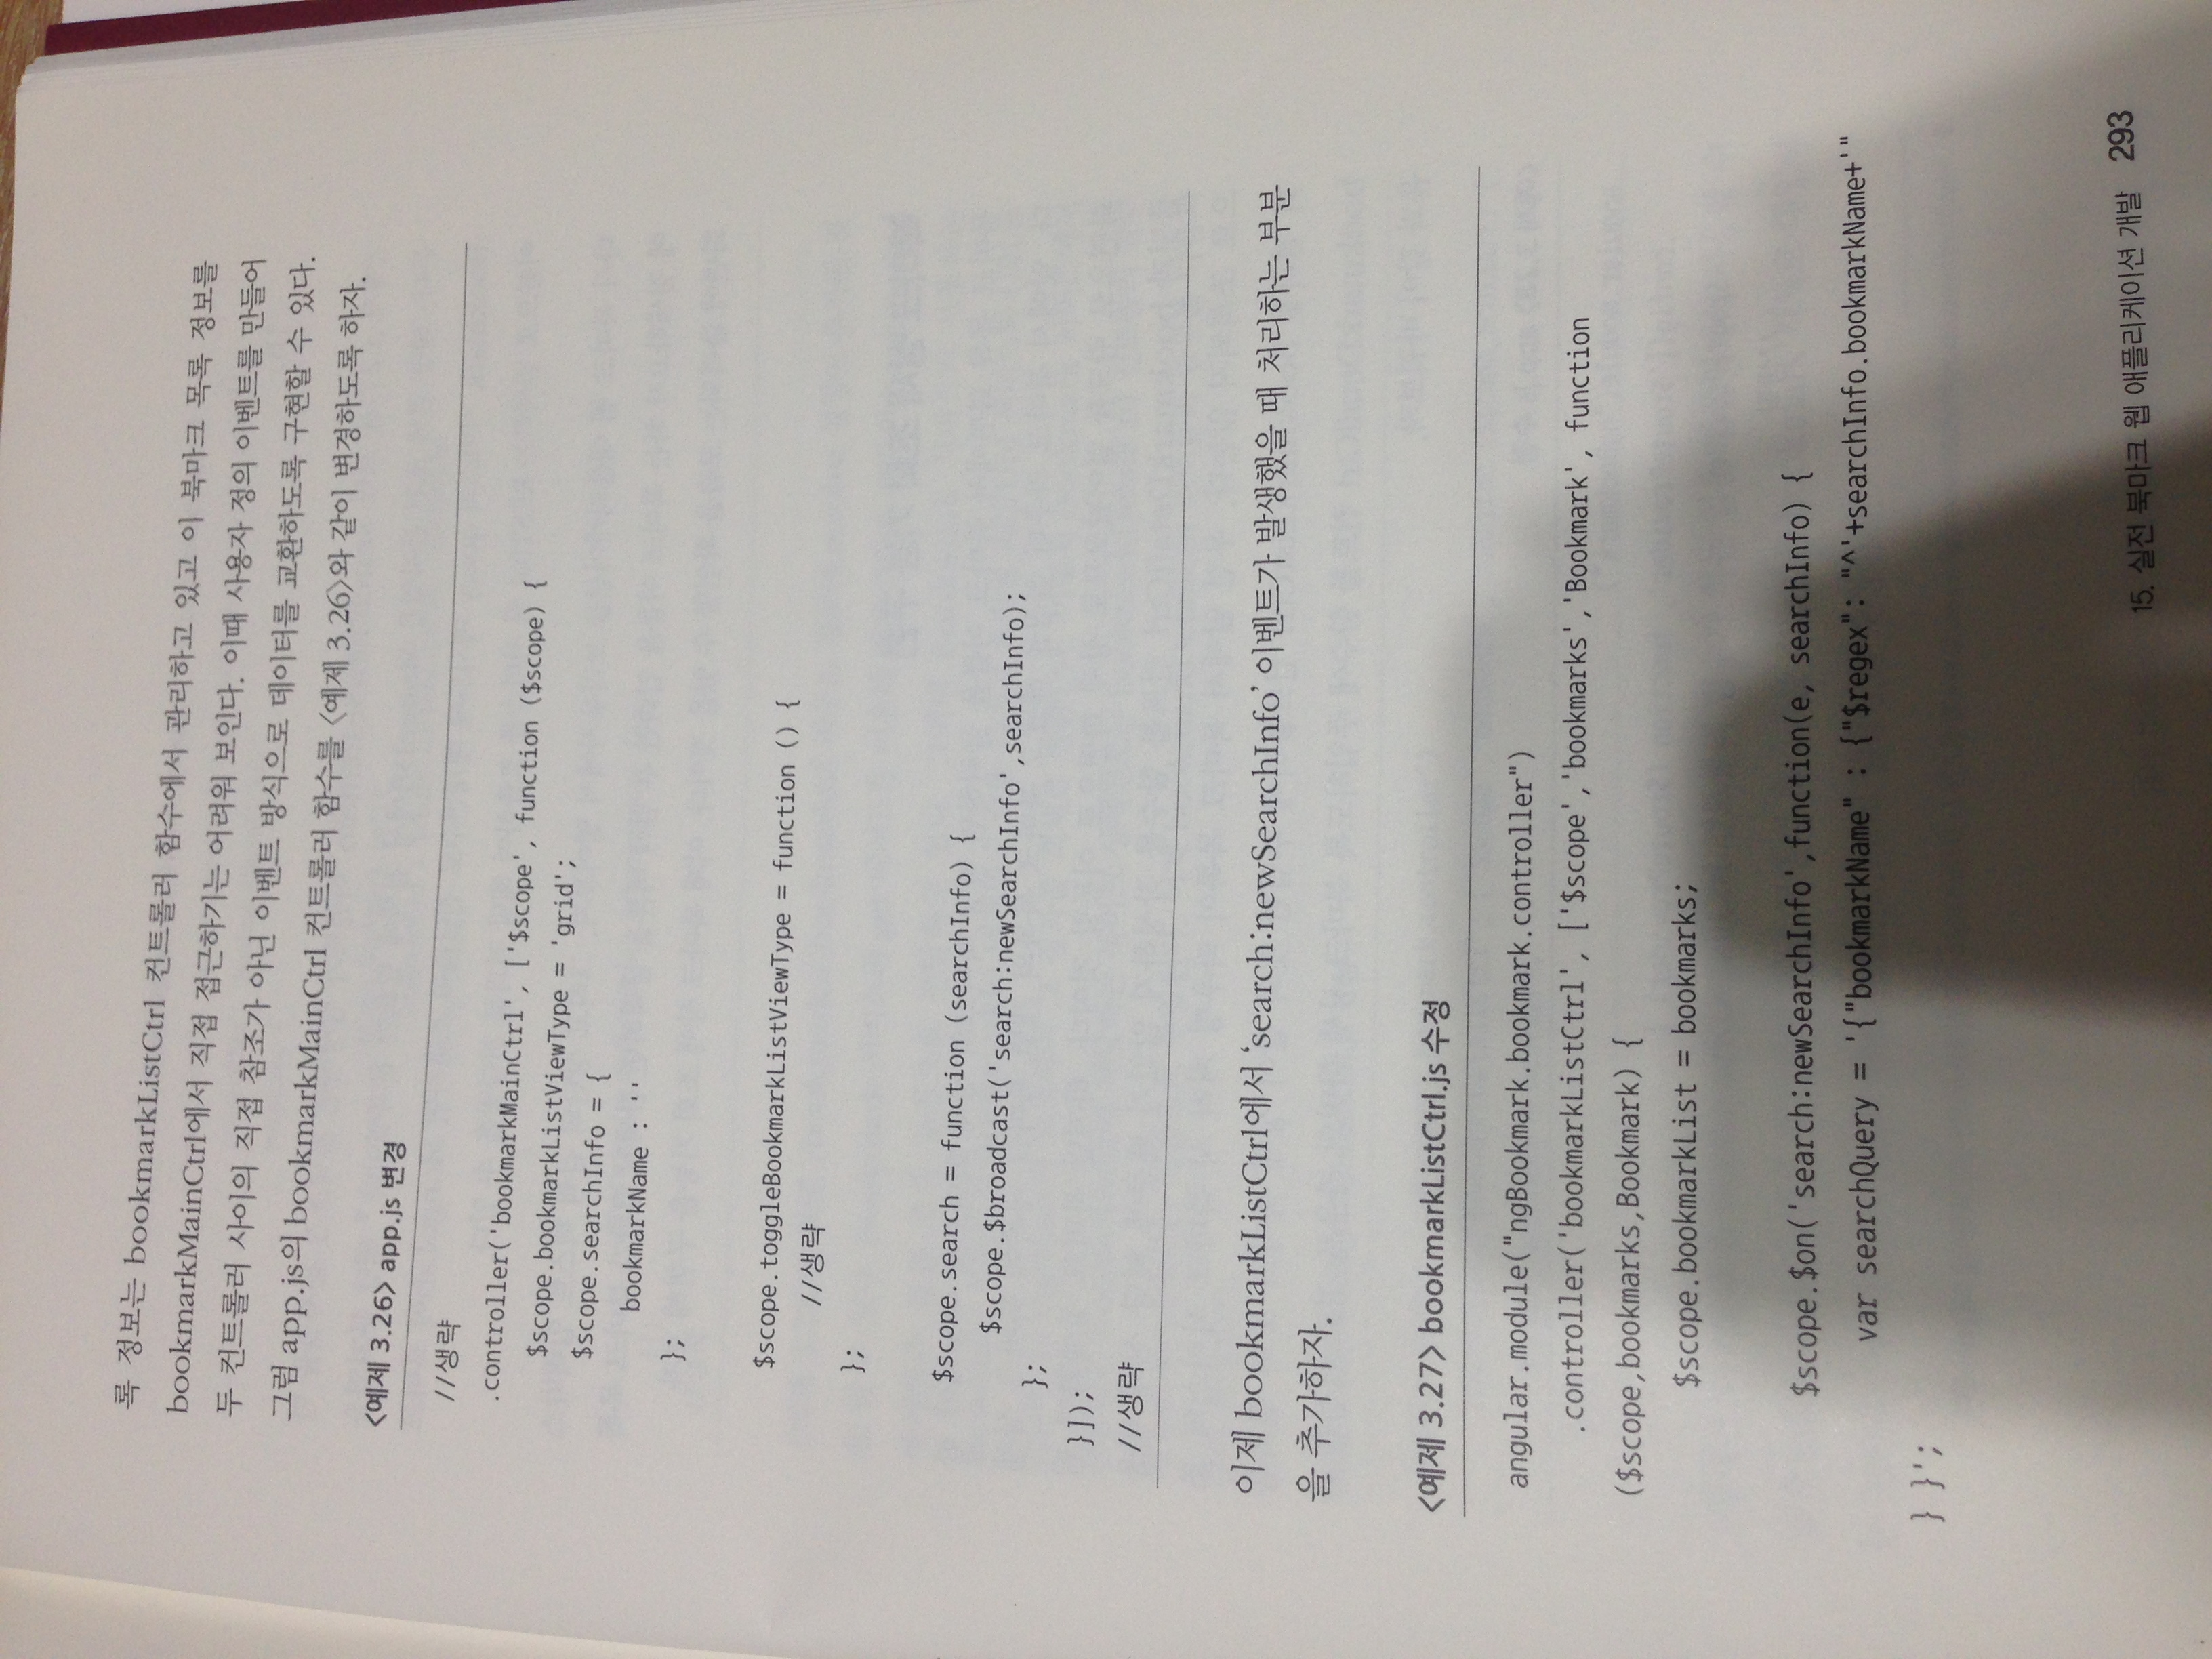 록 정보는 bookmarkListCtrl 컨트롤러 함수에서 관리하고 있고 이 북마크 목록 정보를
bookmarkMainCtrl에서 직접 접근하기는 어려워 보인다. 이때 사용자 정의 이벤트를 만들어
두 컨트롤러 사이의 직접 참조가 아닌 이벤트 방식으로 데이터를 교환하도록 구현할 수 있다.
그럼 app.js의 bookmarkMainCtrl 컨트롤러 함수를 〈예제 3.26〉와 같이 변경하도록 하자.
〈예제 3.26〉 app.js 변경
//생략
.controller('bookmarkMainCtrl', ['$scope', function ($scope) {
$scope.bookmarkListViewType = 'grid';
$scope.searchInfo = {
bookmarkName : ''
};
$scope.toggleBookmarkListViewType = function () {
//생략
};
$scope.search = function (searchInfo) {
$scope.$broadcast('search:newSearchInfo',searchInfo);
};
}]);
//생략
이제 bookmarkListCtrl에서 ‘search:newSearchInfo’ 이벤트가 발생했을 때 처리하는 부분
을 추가하자.
〈예제 3.27〉 bookmarkListCtrl.js 수정
angular.module("ngBookmark.bookmark.controller")
.controller('bookmarkListCtrl', ['$scope','bookmarks','Bookmark', function
($scope,bookmarks,Bookmark) {
$scope.bookmarkList = bookmarks;
$scope.$on('search:newSearchInfo',function(e, searchInfo) {
var searchQuery = '{"bookmarkName" : {"$regex": "^'+searchInfo.bookmarkName+'"
} }';
15. 실전 북마크 웹 애플리케이션 개발 293